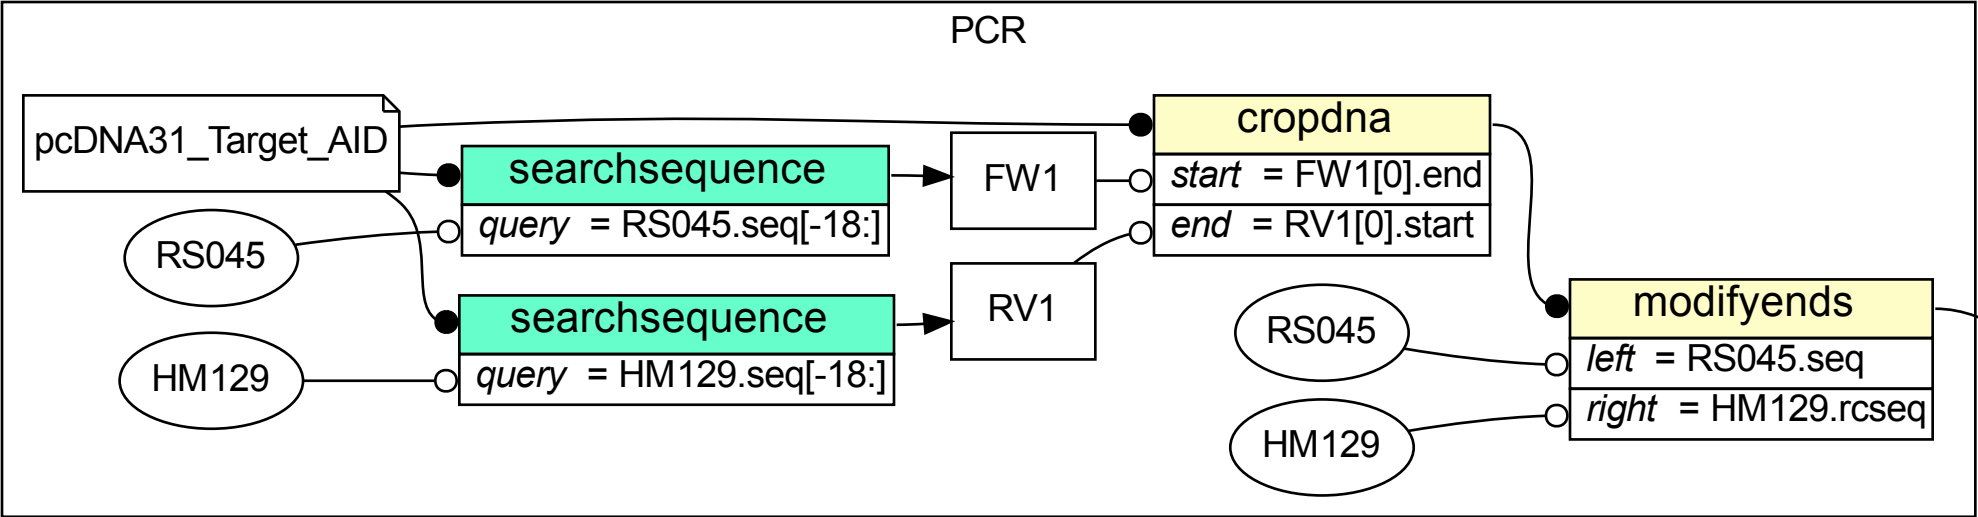 PCR
pcDNA31_Target_AID
searchsequence
query = RS045.seq[-18:]
RS045
searchsequence
query = HM129.seq[-18:]
HM129
FW1
RV1
cropdna
start = FW1[0].end
end = RV1[0].start
RS045
HM129
modifyends
left = RS045.seq
right = HM129.rcseq